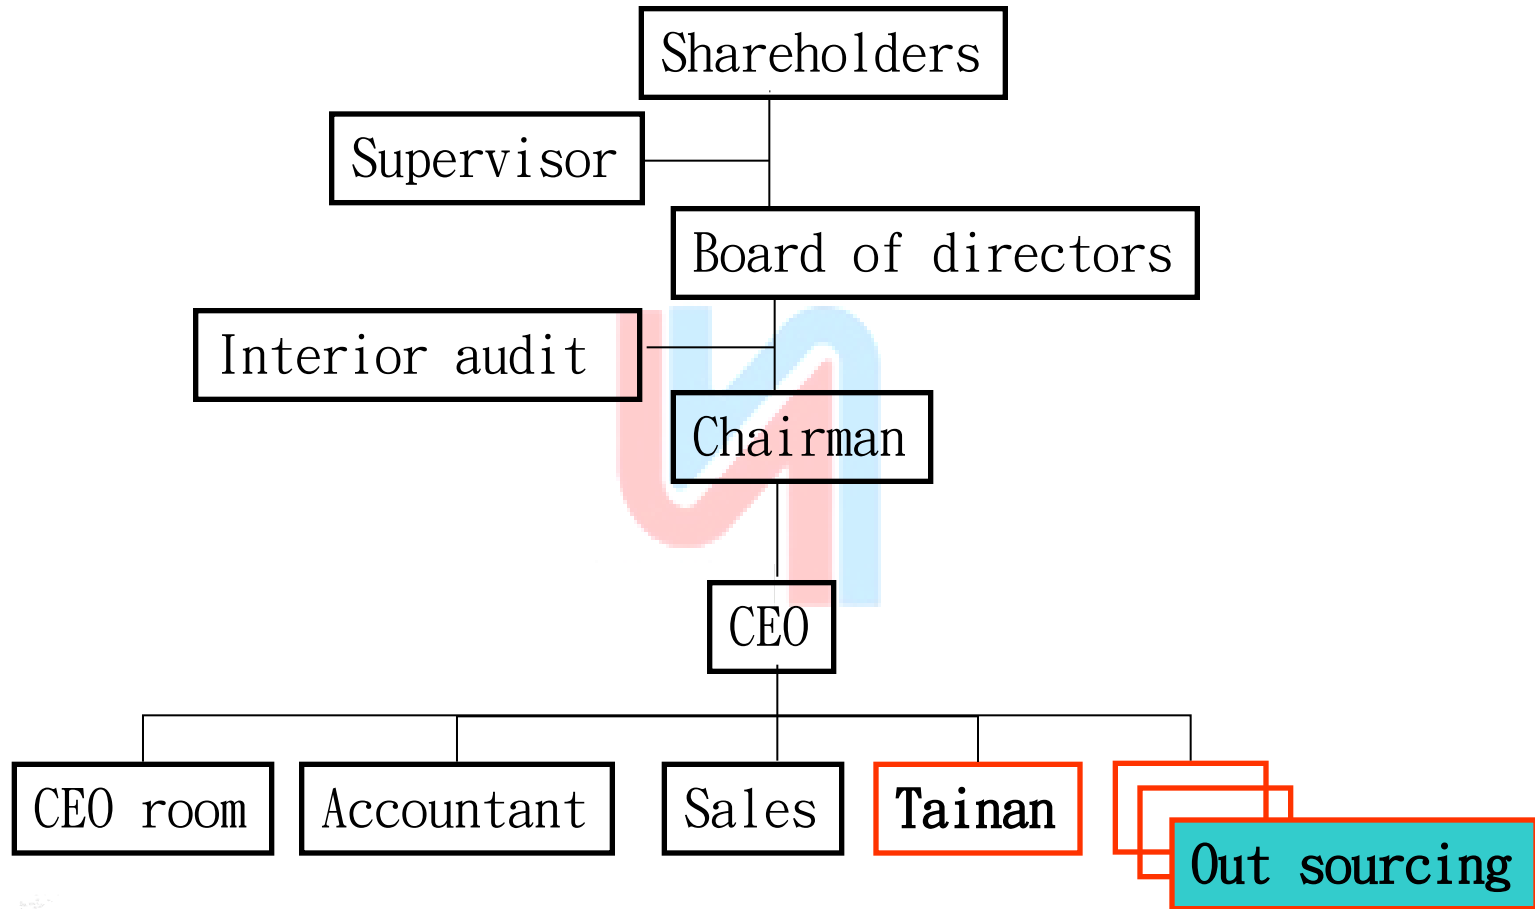 Shareholders
Supervisor
Board of directors
Interior audit
Chairman
CEO
CEO room
Accountant
Sales
Tainan
Out sourcing